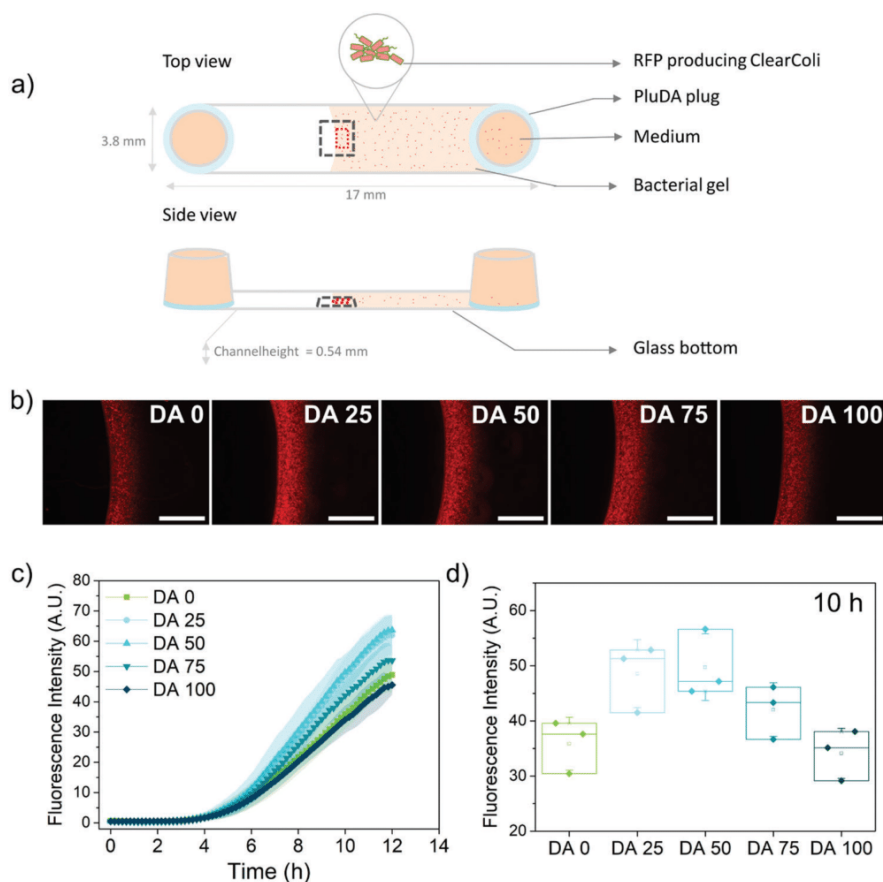 a)
Top view
RFP producing ClearColi
PluDA plug
3.8 mm
Medium
Bacterial gel
17 mm
Side view
Channelheight = 0.54 mm
Glass bottom
b)
DA 0
DA 25
DA 50
DA 75
DA 100
c)
Fluorescence Intensity (A.U.)
80
70
60
50
40
30
20
10
0
DA 0
DA 25
DA 50
DA 75
DA 100
0 2 4 6 8 10 12 14
Time (h)
d)
Fluorescence Intensity (A.U.)
10 h
60
50
40
30
20
DA 0 DA 25 DA 50 DA 75 DA 100